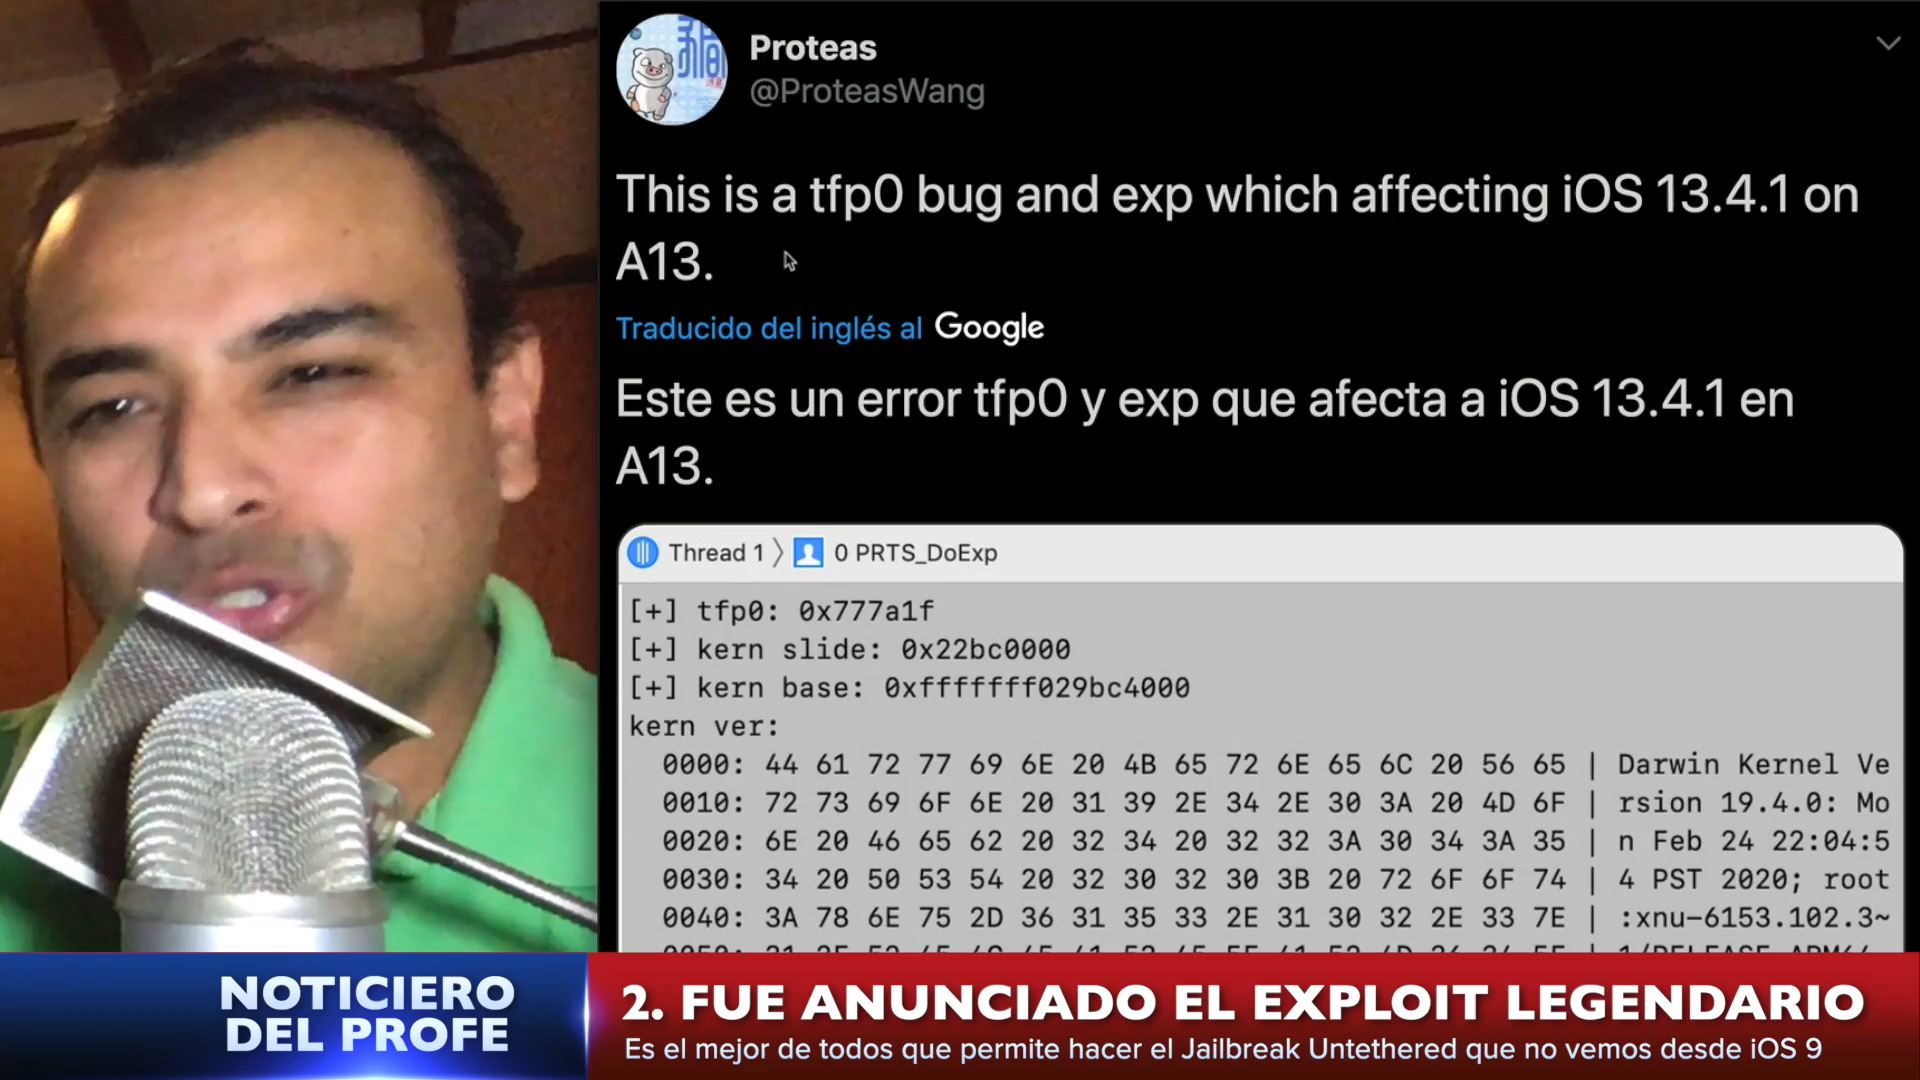 Proteas
@ProteasWang
This is a tfp0 bug and exp which affecting iOS 13.4.1 on
A13.
Traducido del inglés al Google
Este es un error tfp0 y exp que afecta a iOS 13.4.1 en
A13.
Thread 1 〉 0 PRTS_DoExp
[+] tfp0: 0x777a1f
[+] kern slide: 0x22bc0000
[+] kern base: 0xfffffff029bc4000
kern ver:
0000: 44 61 72 77 69 6E 20 4B 65 72 6E 65 6C 20 56 65 | Darwin Kernel Ve
0010: 72 73 69 6F 6E 20 31 39 2E 34 2E 30 3A 20 4D 6F | rsion 19.4.0: Mo
0020: 6E 20 46 65 62 20 32 34 20 32 32 3A 30 34 3A 35 | n Feb 24 22:04:5
0030: 34 20 50 53 54 20 32 30 32 30 3B 20 72 6F 6F 74 | 4 PST 2020; root
0040: 3A 78 6E 75 2D 36 31 35 33 2E 31 30 32 2E 33 7E | :xnu-6153.102.3~
NOTICIERO
DEL PROFE
2. FUE ANUNCIADO EL EXPLOIT LEGENDARIO
Es el mejor de todos que permite hacer el Jailbreak Untethered que no vemos desde iOS 9